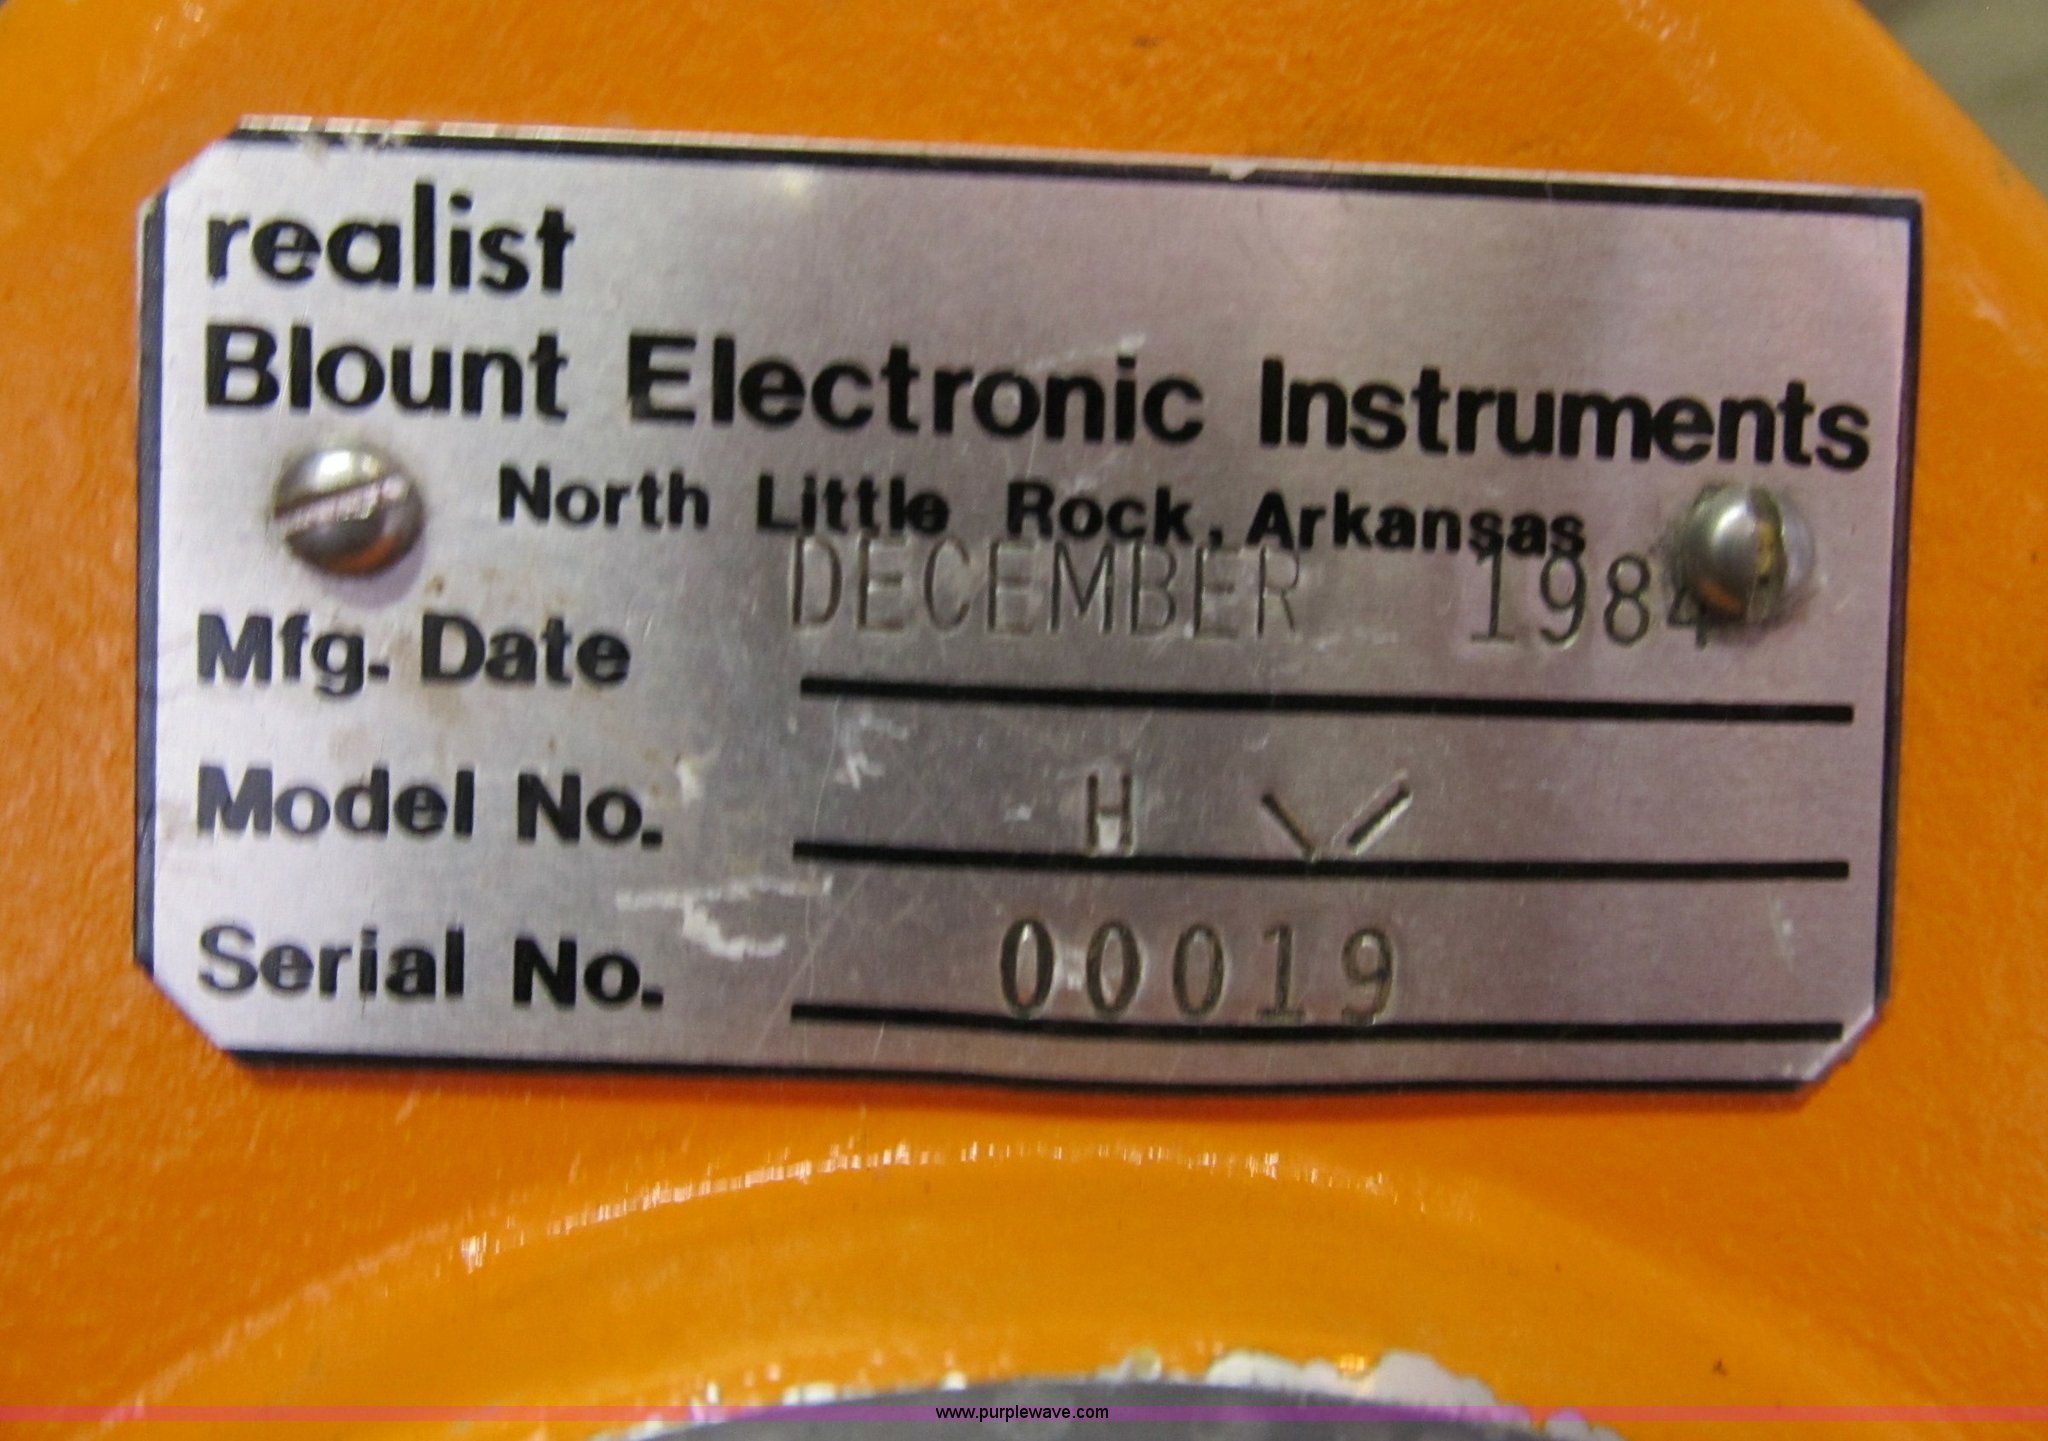 realist
Blount Electronic Instruments
North Little Rock, Arkansas
Mfg. Date DECEMBER 1984
Model No. H \/
Serial No. 00019
www.purplewave.com